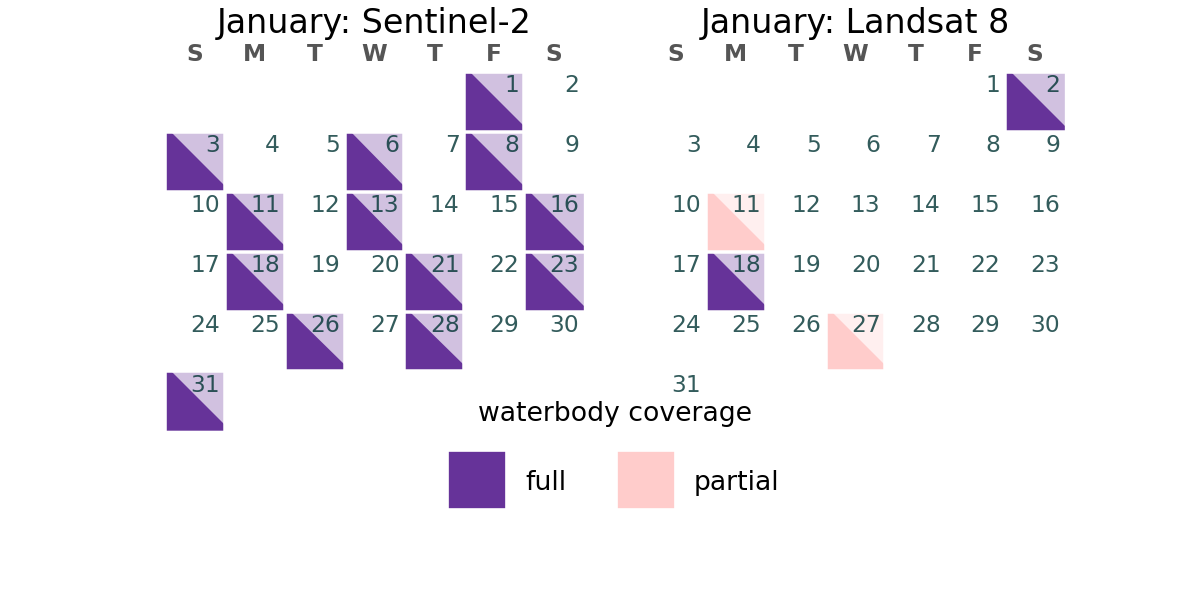 January: Sentinel-2
S M T W T F S
1 2
3 4 5 6 7 8 9
10 11 12 13 14 15 16
17 18 19 20 21 22 23
24 25 26 27 28 29 30
31
January: Landsat 8
S M T W T F S
1 2
3 4 5 6 7 8 9
10 11 12 13 14 15 16
17 18 19 20 21 22 23
24 25 26 27 28 29 30
31
waterbody coverage
full
partial